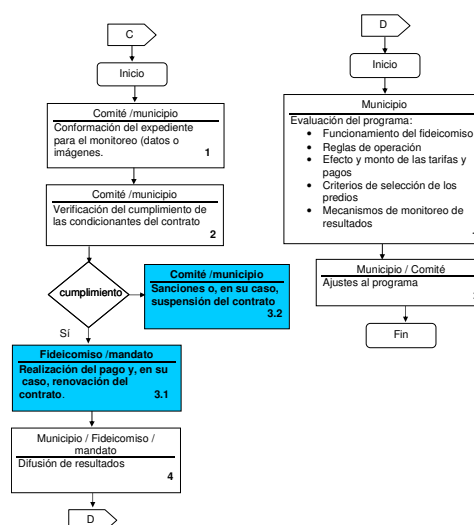 C
Inicio
Comité /municipio
Conformación del expediente
para el monitoreo (datos o
imágenes.
1
Comité/municipio
Verificación del cumplimiento de
las condicionantes del contrato
2
cumplimiento
Comité/municipio
Sanciones o, en su caso,
suspensión del contrato
3.2
Sí
Fideicomiso /mandato
Realización del pago y, en su
caso, renovación del
contrato.
3.1
Municipio / Fideicomiso /
mandato
Difusión de resultados
4
D
D
Inicio
Municipio
Evaluación del programa:
• Funcionamiento del fideicomiso
• Reglas de operación
• Efecto y monto de las tarifas y
pagos
• Criterios de selección de los
predios
• Mecanismos de monitoreo de
resultados
Municipio / Comité
Ajustes al programa
Fin